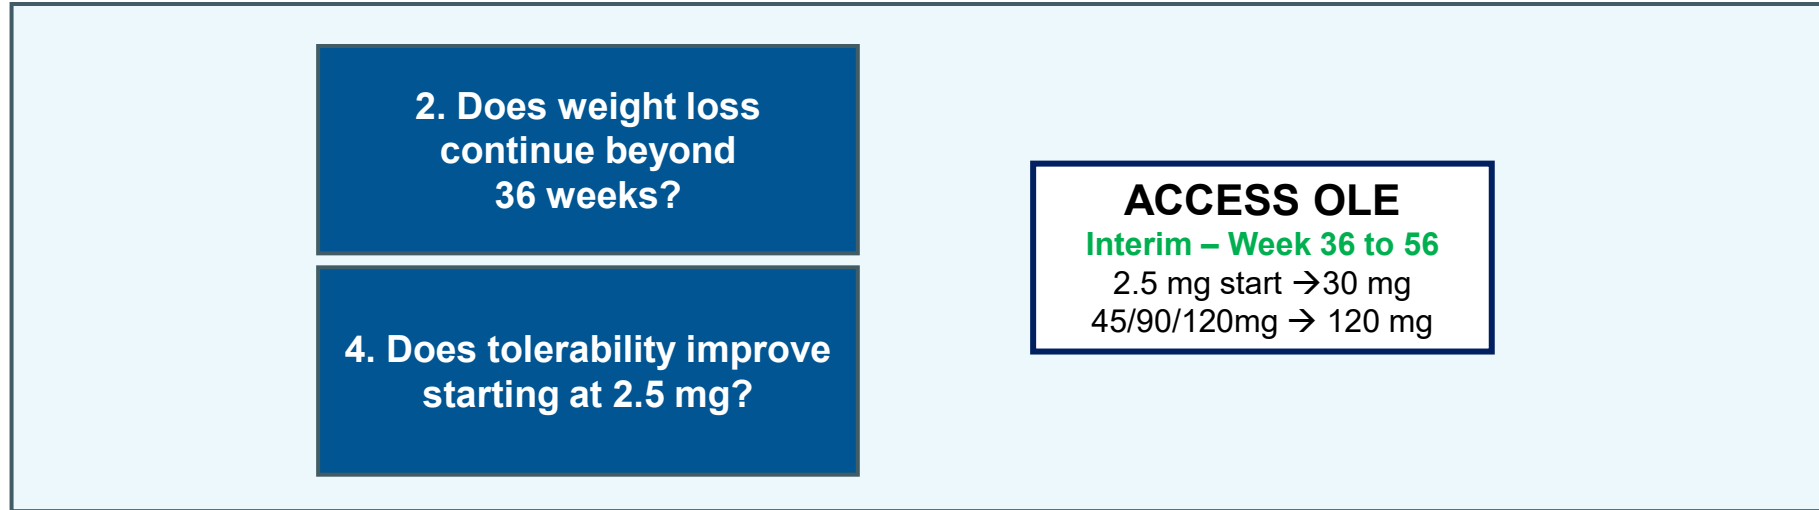 2. Does weight loss
continue beyond
36 weeks?
4. Does tolerability improve
starting at 2.5 mg?
ACCESS OLE
Interim – Week 36 to 56
2.5 mg start →30 mg
45/90/120mg → 120 mg